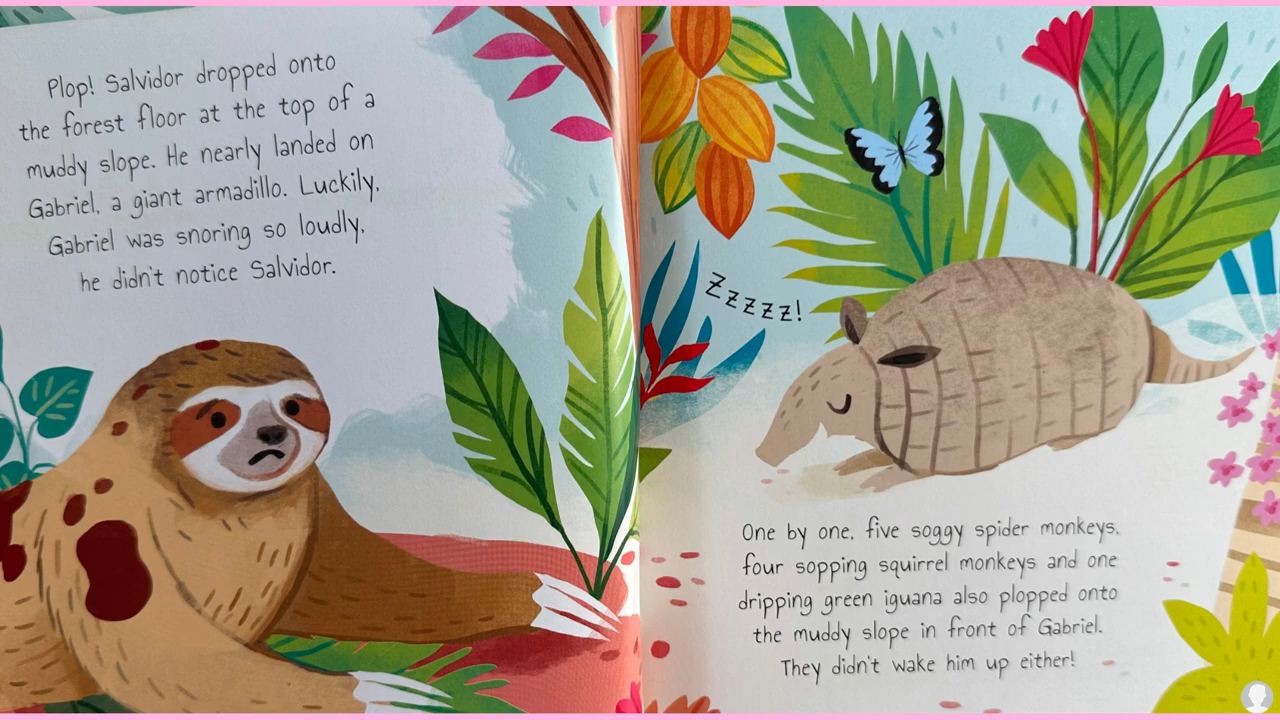 Plop! Salvidor dropped onto
the forest floor at the top of a
muddy slope. He nearly landed on
Gabriel, a giant armadillo. Luckily,
Gabriel was snoring so loudly,
he didn't notice Salvidor.
Zzzzz!
One by one, five soggy spider monkeys,
four sopping squirrel monkeys and one
dripping green iguana also plopped onto
the muddy slope in front of Gabriel.
They didn't wake him up either!